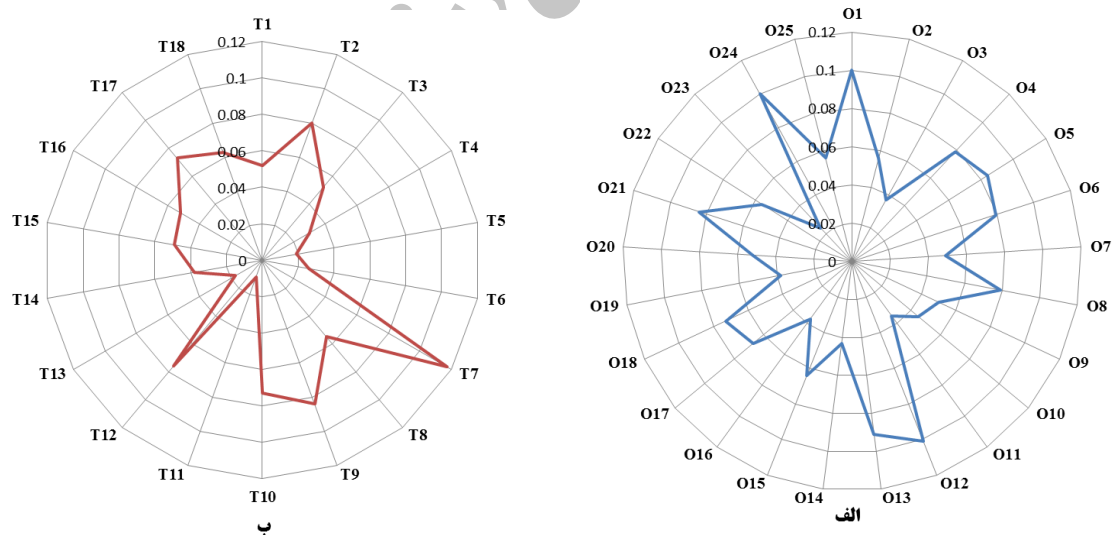 T1
T2
T3
T4
T5
T6
T7
T8
T9
T10
T11
T12
T13
T14
T15
T16
T17
T18
0.12
0.1
0.08
0.06
0.04
0.02
0
ب
O1
O2
O3
O4
O5
O6
O7
O8
O9
O10
O11
O12
O13
O14
O15
O16
O17
O18
O19
O20
O21
O22
O23
O24
O25
0.12
0.1
0.08
0.06
0.04
0.02
0
الف